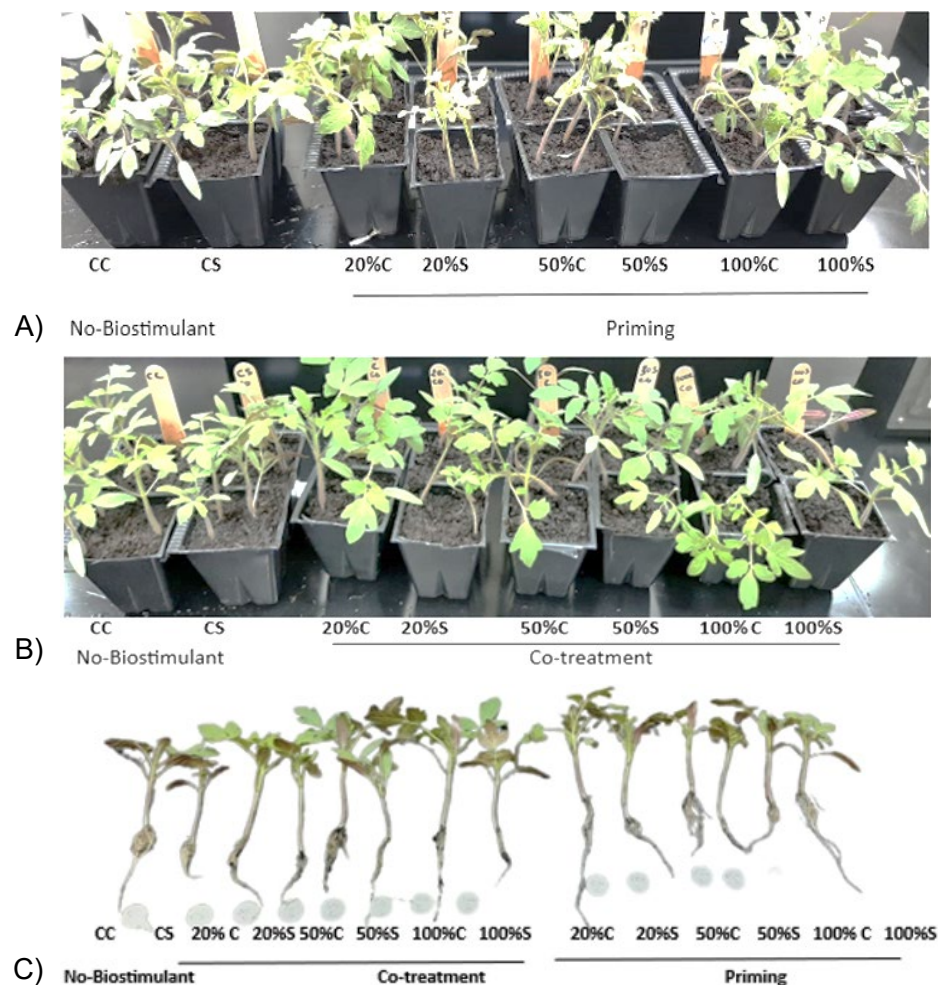 CC CS 20%C 20%S 50%C 50%S 100%C 100%S
A) No-Biostimulant Priming
CC CS
CC CS 20%C 20%S 50%C 50%S 100% C 100%S
B) No-Biostimulant Co-treatment
CC CS 20% C 20%S 50%C 50%S 100%C 100%S 20%C 20%S 50%C 50%S 100% C 100%S
C) No-Biostimulant Co-treatment Priming